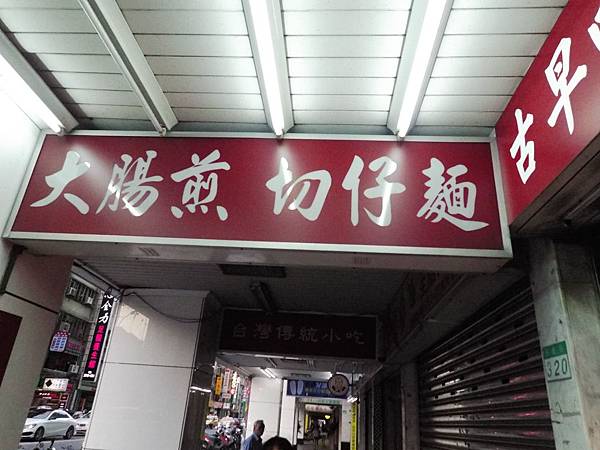 大腸煎 切仔麵
古早
台灣傳統小吃
320